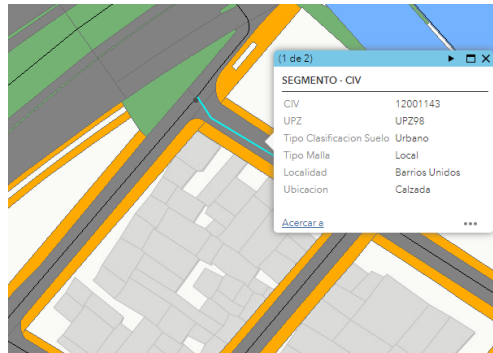 (1 de 2)
SEGMENTO - CIV
CIV 12001143
UPZ UPZ98
Tipo Clasificacion Suelo Urbano
Tipo Malla Local
Localidad Barrios Unidos
Ubicacion Calzada
Acercar a